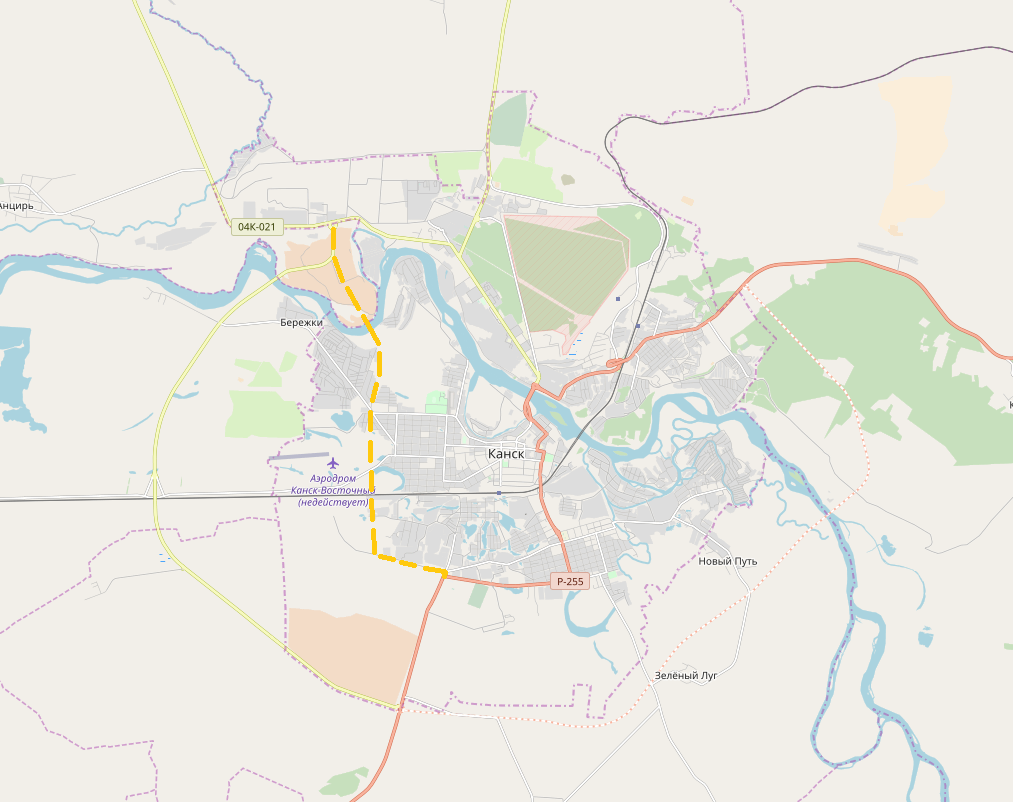 Анцирь
04К-021
Бережки
Канск
Аэродром
Канск-Восточный
(недействует)
Новый Путь
Р-255
Зелёный Луг